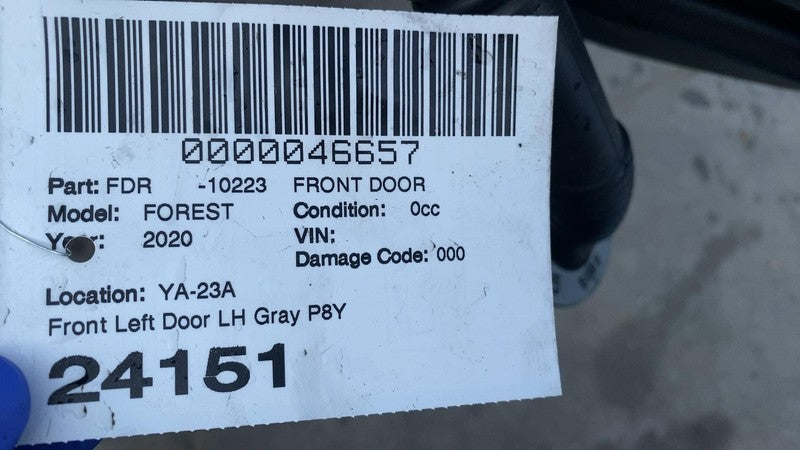 0000046657
Part: FDR -10223 FRONT DOOR
Model: FOREST Condition: 0cc
Year: 2020 VIN:
Damage Code: 000
Location: YA-23A
Front Left Door LH Gray P8Y
24151